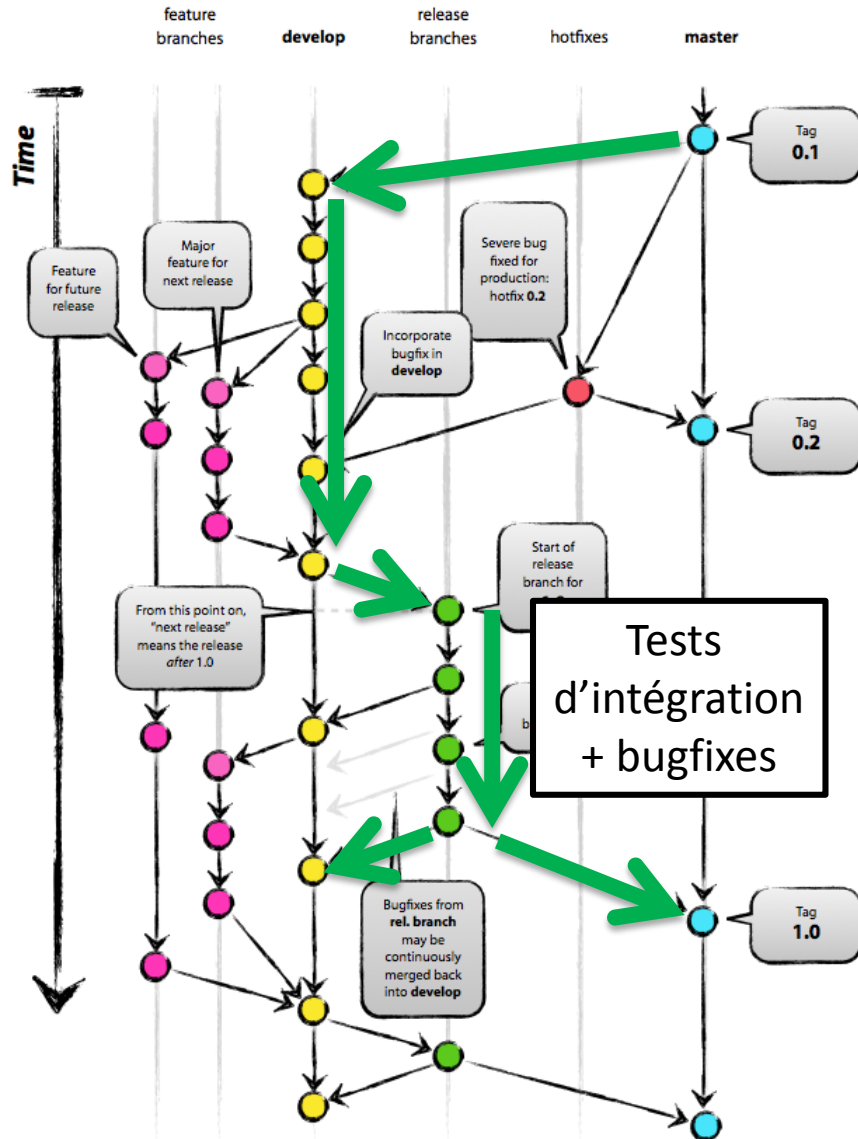 feature
branches
develop
release
branches
hotfixes
master
Time
Tag
0.1
Major
feature for
next release
Feature
for future
release
Severe bug
fixed for
production:
hotfix 0.2
Incorporate
bugfix in
develop
Tag
0.2
Start of
release
branch for
From this point on,
“next release”
means the release
after 1.0
Tests
d’intégration
+ bugfixes
Bugfixes from
rel. branch
may be
continuously
merged back
into develop
Tag
1.0